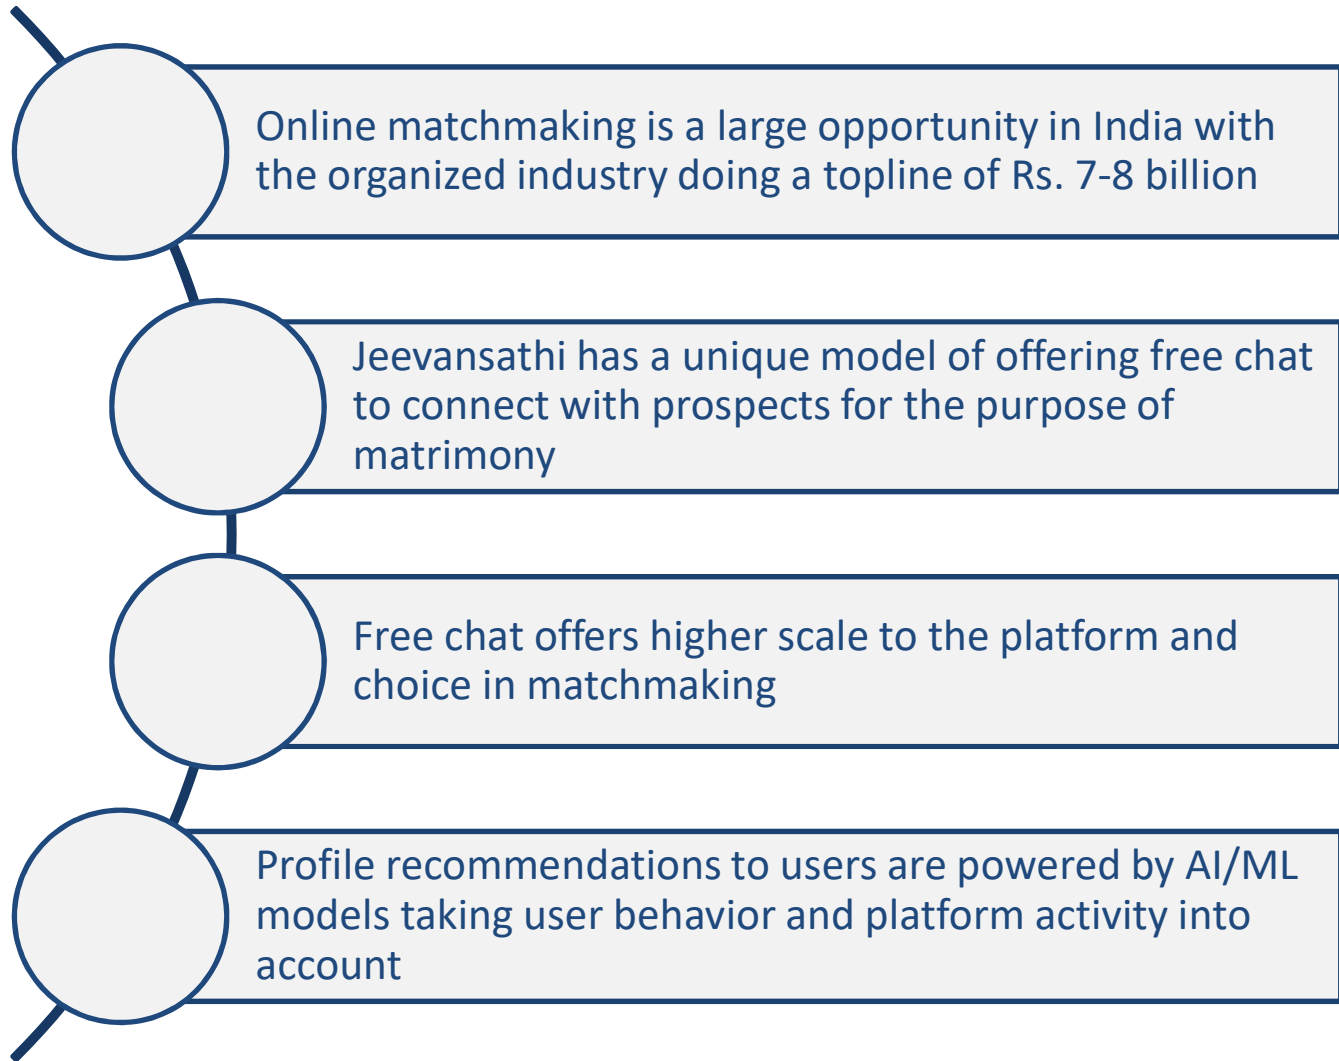 Online matchmaking is a large opportunity in India with
the organized industry doing a topline of Rs. 7-8 billion
Jeevansathi has a unique model of offering free chat
to connect with prospects for the purpose of
matrimony
Free chat offers higher scale to the platform and
choice in matchmaking
Profile recommendations to users are powered by AI/ML
models taking user behavior and platform activity into
account